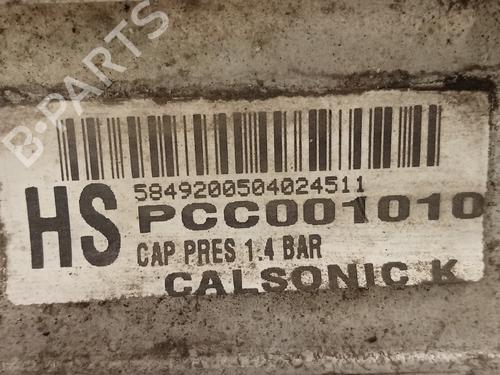 B-PARTS
5849200504024511
HS
PCC001010
CAP PRES 1.4 BAR
CALSONIC K